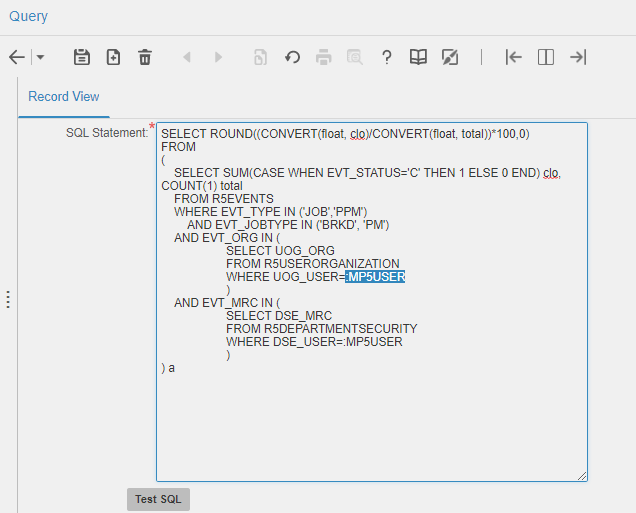 Query
Record View
SQL Statement:*
SELECT ROUND((CONVERT(float, clo)/CONVERT(float, total))*100,0)
FROM
(
SELECT SUM(CASE WHEN EVT_STATUS='C' THEN 1 ELSE 0 END) clo,
COUNT(1) total
FROM R5EVENTS
WHERE EVT_TYPE IN ('JOB','PPM')
AND EVT_JOBTYPE IN ('BRKD', 'PM')
AND EVT_ORG IN (
SELECT UOG_ORG
FROM R5USERORGANIZATION
WHERE UOG_USER=:MP5USER
)
AND EVT_MRC IN (
SELECT DSE_MRC
FROM R5DEPARTMENTSECURITY
WHERE DSE_USER=:MP5USER
)
) a
Test SQL